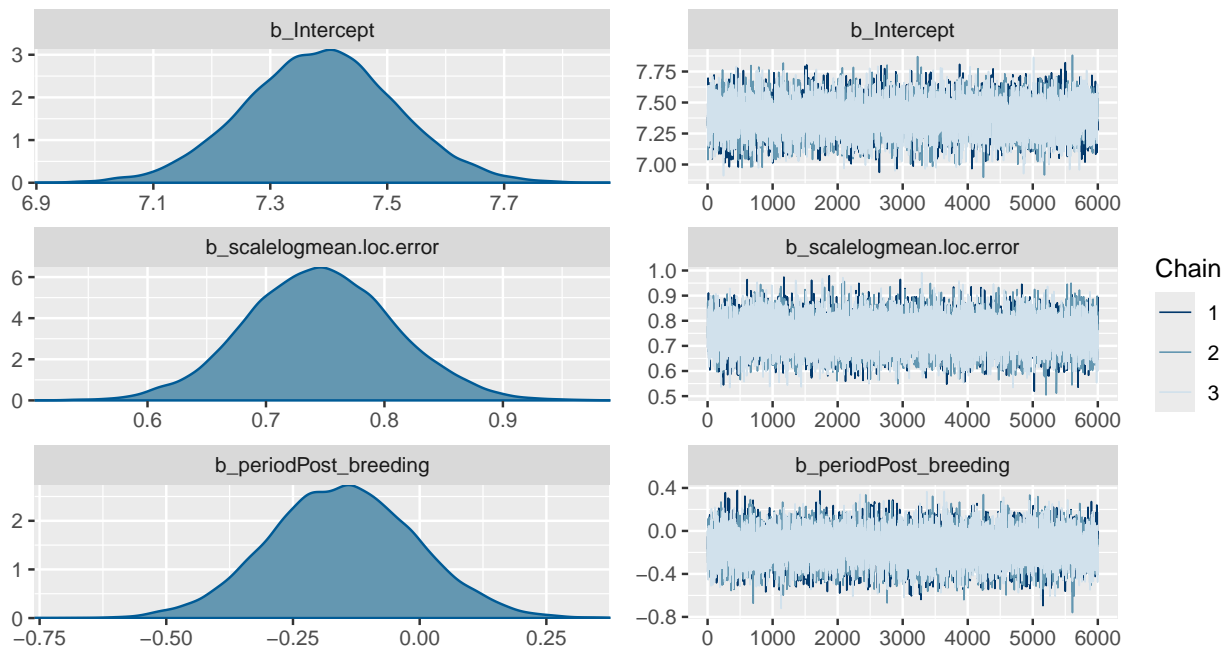 b_Intercept
3
2
1
0
6.9 7.1 7.3 7.5 7.7
b_Intercept
7.75
7.50
7.25
7.00
0 1000 2000 3000 4000 5000 6000
b_scalelogmean.loc.error
6
4
2
0
0.6 0.7 0.8 0.9
b_scalelogmean.loc.error
1.0
0.9
0.8
0.7
0.6
0.5
0 1000 2000 3000 4000 5000 6000
b_periodPost_breeding
2
1
0
−0.75 −0.50 −0.25 0.00 0.25
b_periodPost_breeding
0.4
0.0
−0.4
−0.8
0 1000 2000 3000 4000 5000 6000
Chain
1
2
3